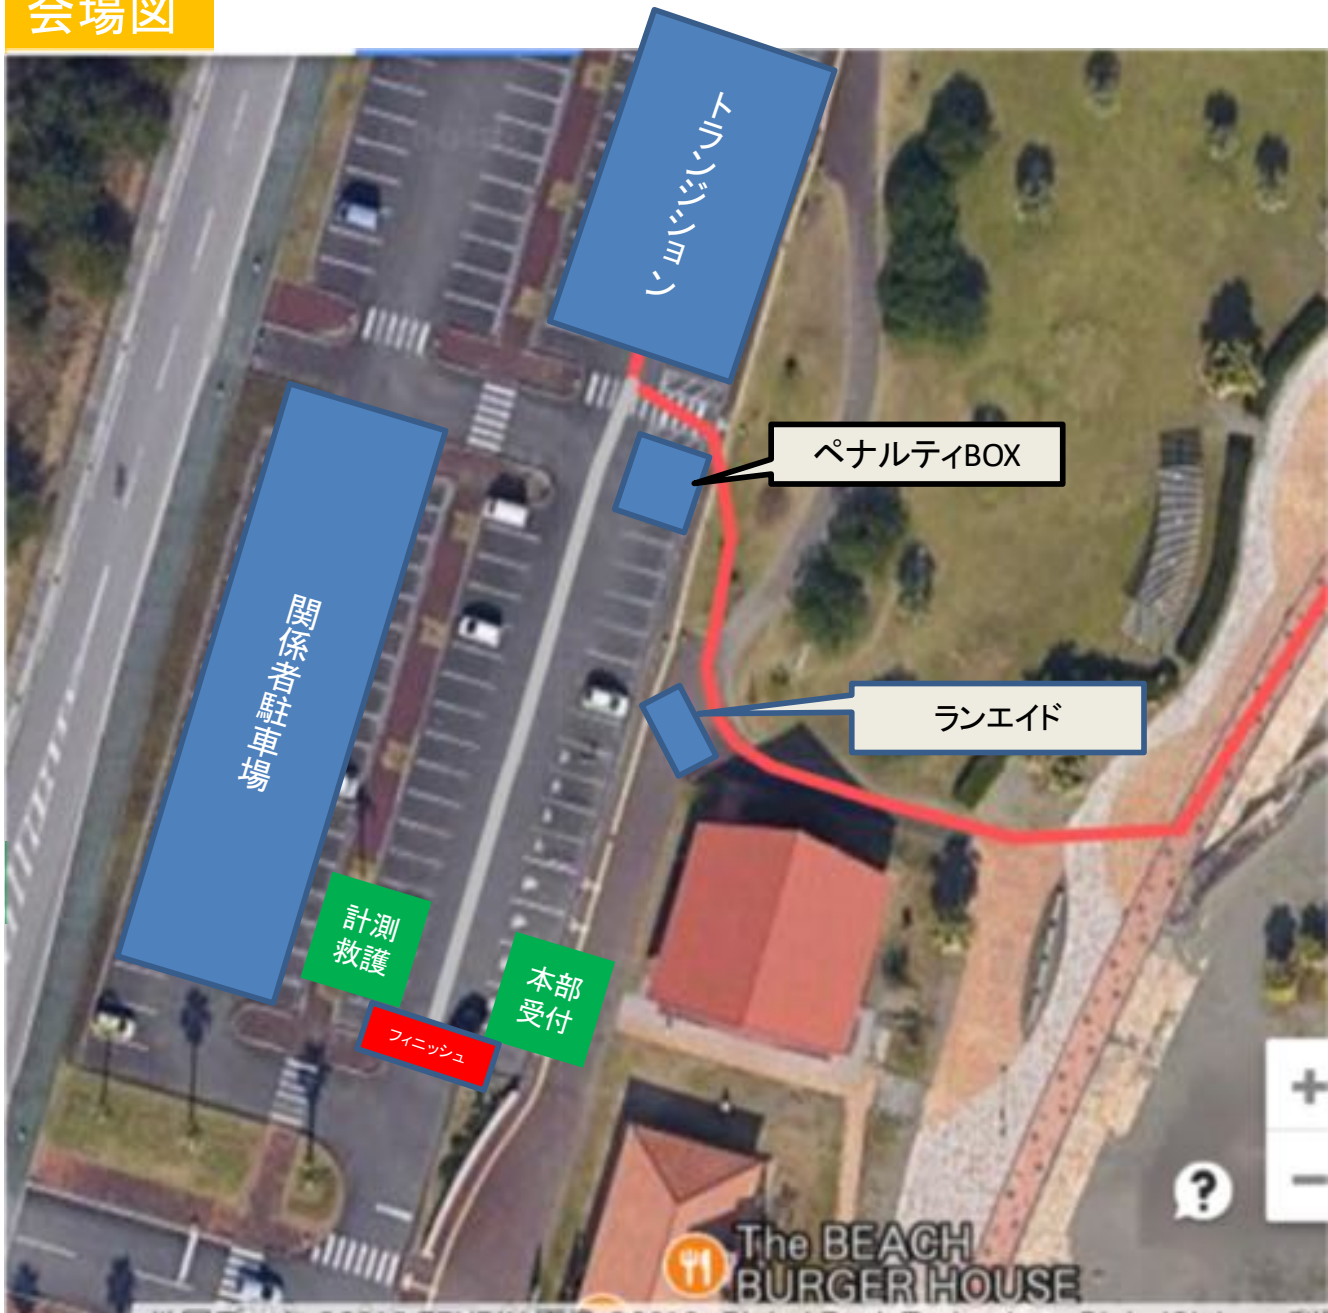 会場図
トランジション
ペナルティBOX
関係者駐車場
ランエイド
計測
救護
本部
受付
フィニッシュ
The BEACH
BURGER HOUSE